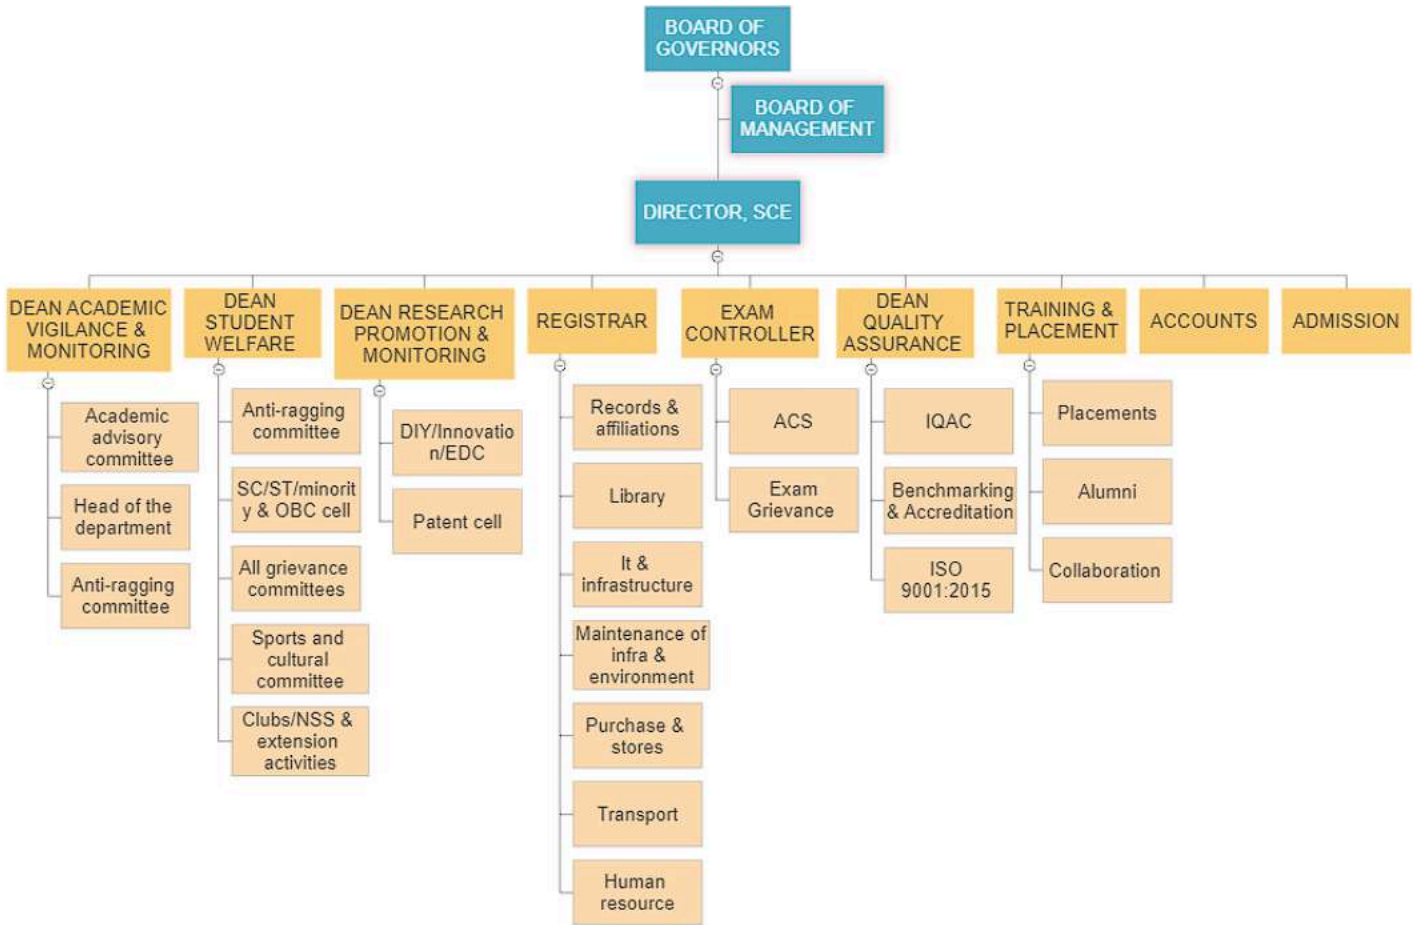 BOARD OF
GOVERNORS
BOARD OF
MANAGEMENT
DIRECTOR, SCE
DEAN ACADEMIC
VIGILANCE &
MONITORING
DEAN
STUDENT
WELFARE
DEAN RESEARCH
PROMOTION &
MONITORING
REGISTRAR
EXAM
CONTROLLER
DEAN
QUALITY
ASSURANCE
TRAINING &
PLACEMENT
ACCOUNTS
ADMISSION
Academic
advisory
committee
Head of the
department
Anti-ragging
committee
Anti-ragging
committee
SC/ST/minorit
y & OBC cell
All grievance
committees
Sports and
cultural
committee
Clubs/NSS &
extension
activities
DIY/Innovatio
n/EDC
Patent cell
Records &
affiliations
Library
It &
infrastructure
Maintenance of
infra &
environment
Purchase &
stores
Transport
Human
resource
ACS
Exam
Grievance
IQAC
Benchmarking
& Accreditation
ISO
9001:2015
Placements
Alumni
Collaboration